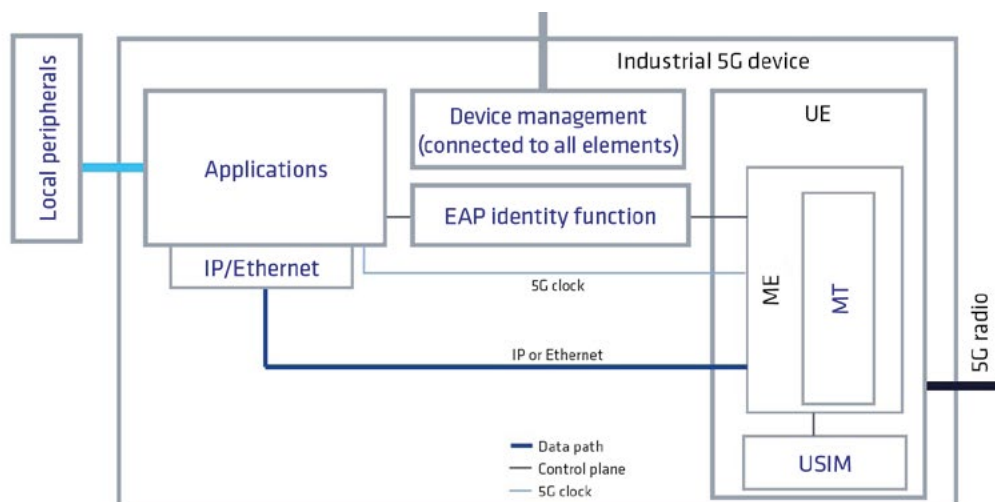 Industrial 5G device
Local peripherals
Applications
Device management
(connected to all elements)
UE
EAP identity function
IP/Ethernet
5G clock
ME
MT
5G radio
IP or Ethernet
Data path
Control plane
5G clock
USIM